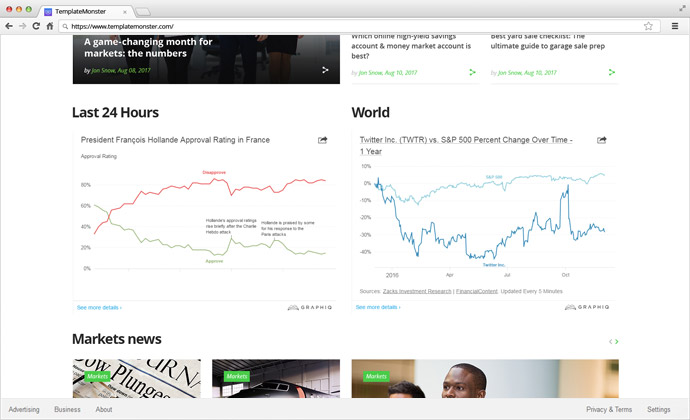 TemplateMonster
https://www.templatemonster.com/
A game-changing month for
markets: the numbers
by Jon Snow, Aug 08, 2017
Which online high-yield savings
account & money market account is
best?
by Jon Snow, Aug 10, 2017
Best yard sale checklist: The
ultimate guide to garage sale prep
by Jon Snow, Aug 10, 2017
Last 24 Hours
President François Hollande Approval Rating in France
Approval Rating
Disapprove
80%
60%
40%
20%
0%
Hollande's approval ratings
rise briefly after the Charlie
Hebdo attack
Hollande is praised by some
for his response to the
Paris attacks
Approve
See more details ›
GRAPHIQ
World
Twitter Inc. (TWTR) vs. S&P 500 Percent Change Over Time -
1 Year
10%
0%
-10%
-20%
-30%
-40%
S&P 500
Twitter Inc.
2016
Apr
Jul
Oct
Sources: Zacks Investment Research | FinancialContent, Updated Every 5 Minutes
See more details ›
GRAPHIQ
Markets news
Markets
Markets
Markets
Dow Plunges
Advertising
Business
About
Privacy & Terms
Settings